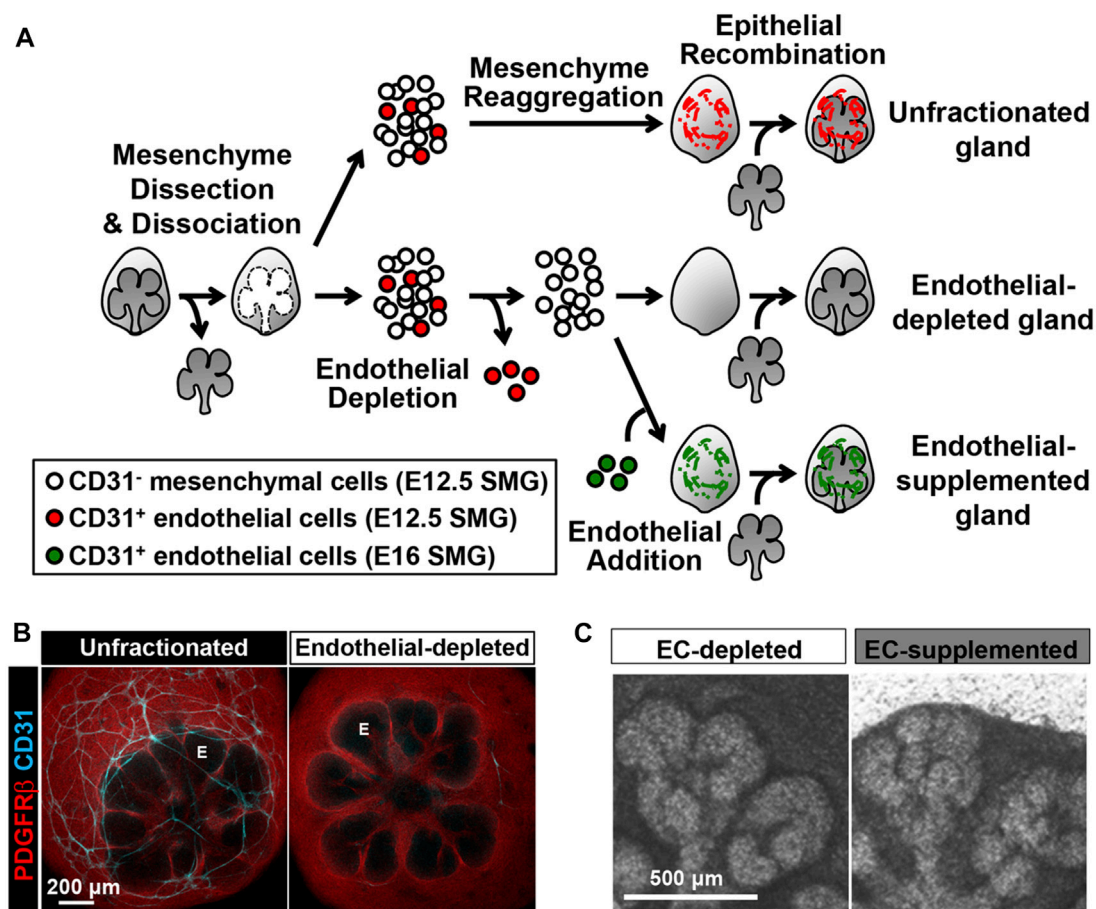 A
Mesenchyme
Dissection
& Dissociation
Mesenchyme
Reaggregation
Epithelial
Recombination
Unfractionated
gland
Endothelial
Depletion
Endothelial-
depleted gland
Endothelial
Addition
Endothelial-
supplemented
gland
CD31- mesenchymal cells (E12.5 SMG)
CD31+ endothelial cells (E12.5 SMG)
CD31+ endothelial cells (E16 SMG)
B
Unfractionated
Endothelial-depleted
PDGFRβ CD31
E
E
200 µm
C
EC-depleted
EC-supplemented
500 µm